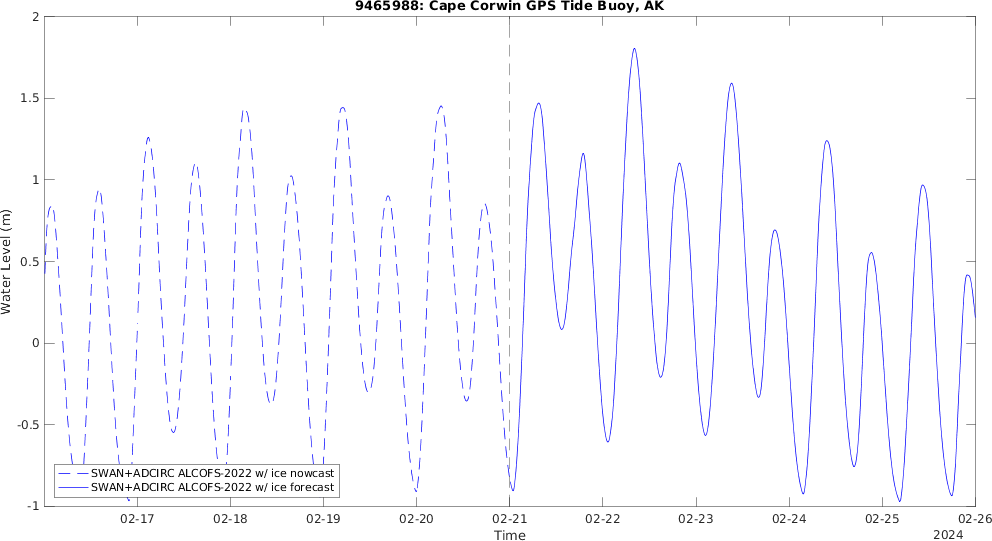 9465988: Cape Corwin GPS Tide Buoy, AK
Water Level (m)
2
1.5
1
0.5
0
-0.5
-1
SWAN+ADCIRC ALCOFS-2022 w/ ice nowcast
SWAN+ADCIRC ALCOFS-2022 w/ ice forecast
02-17 02-18 02-19 02-20 02-21 02-22 02-23 02-24 02-25 02-26
Time
2024